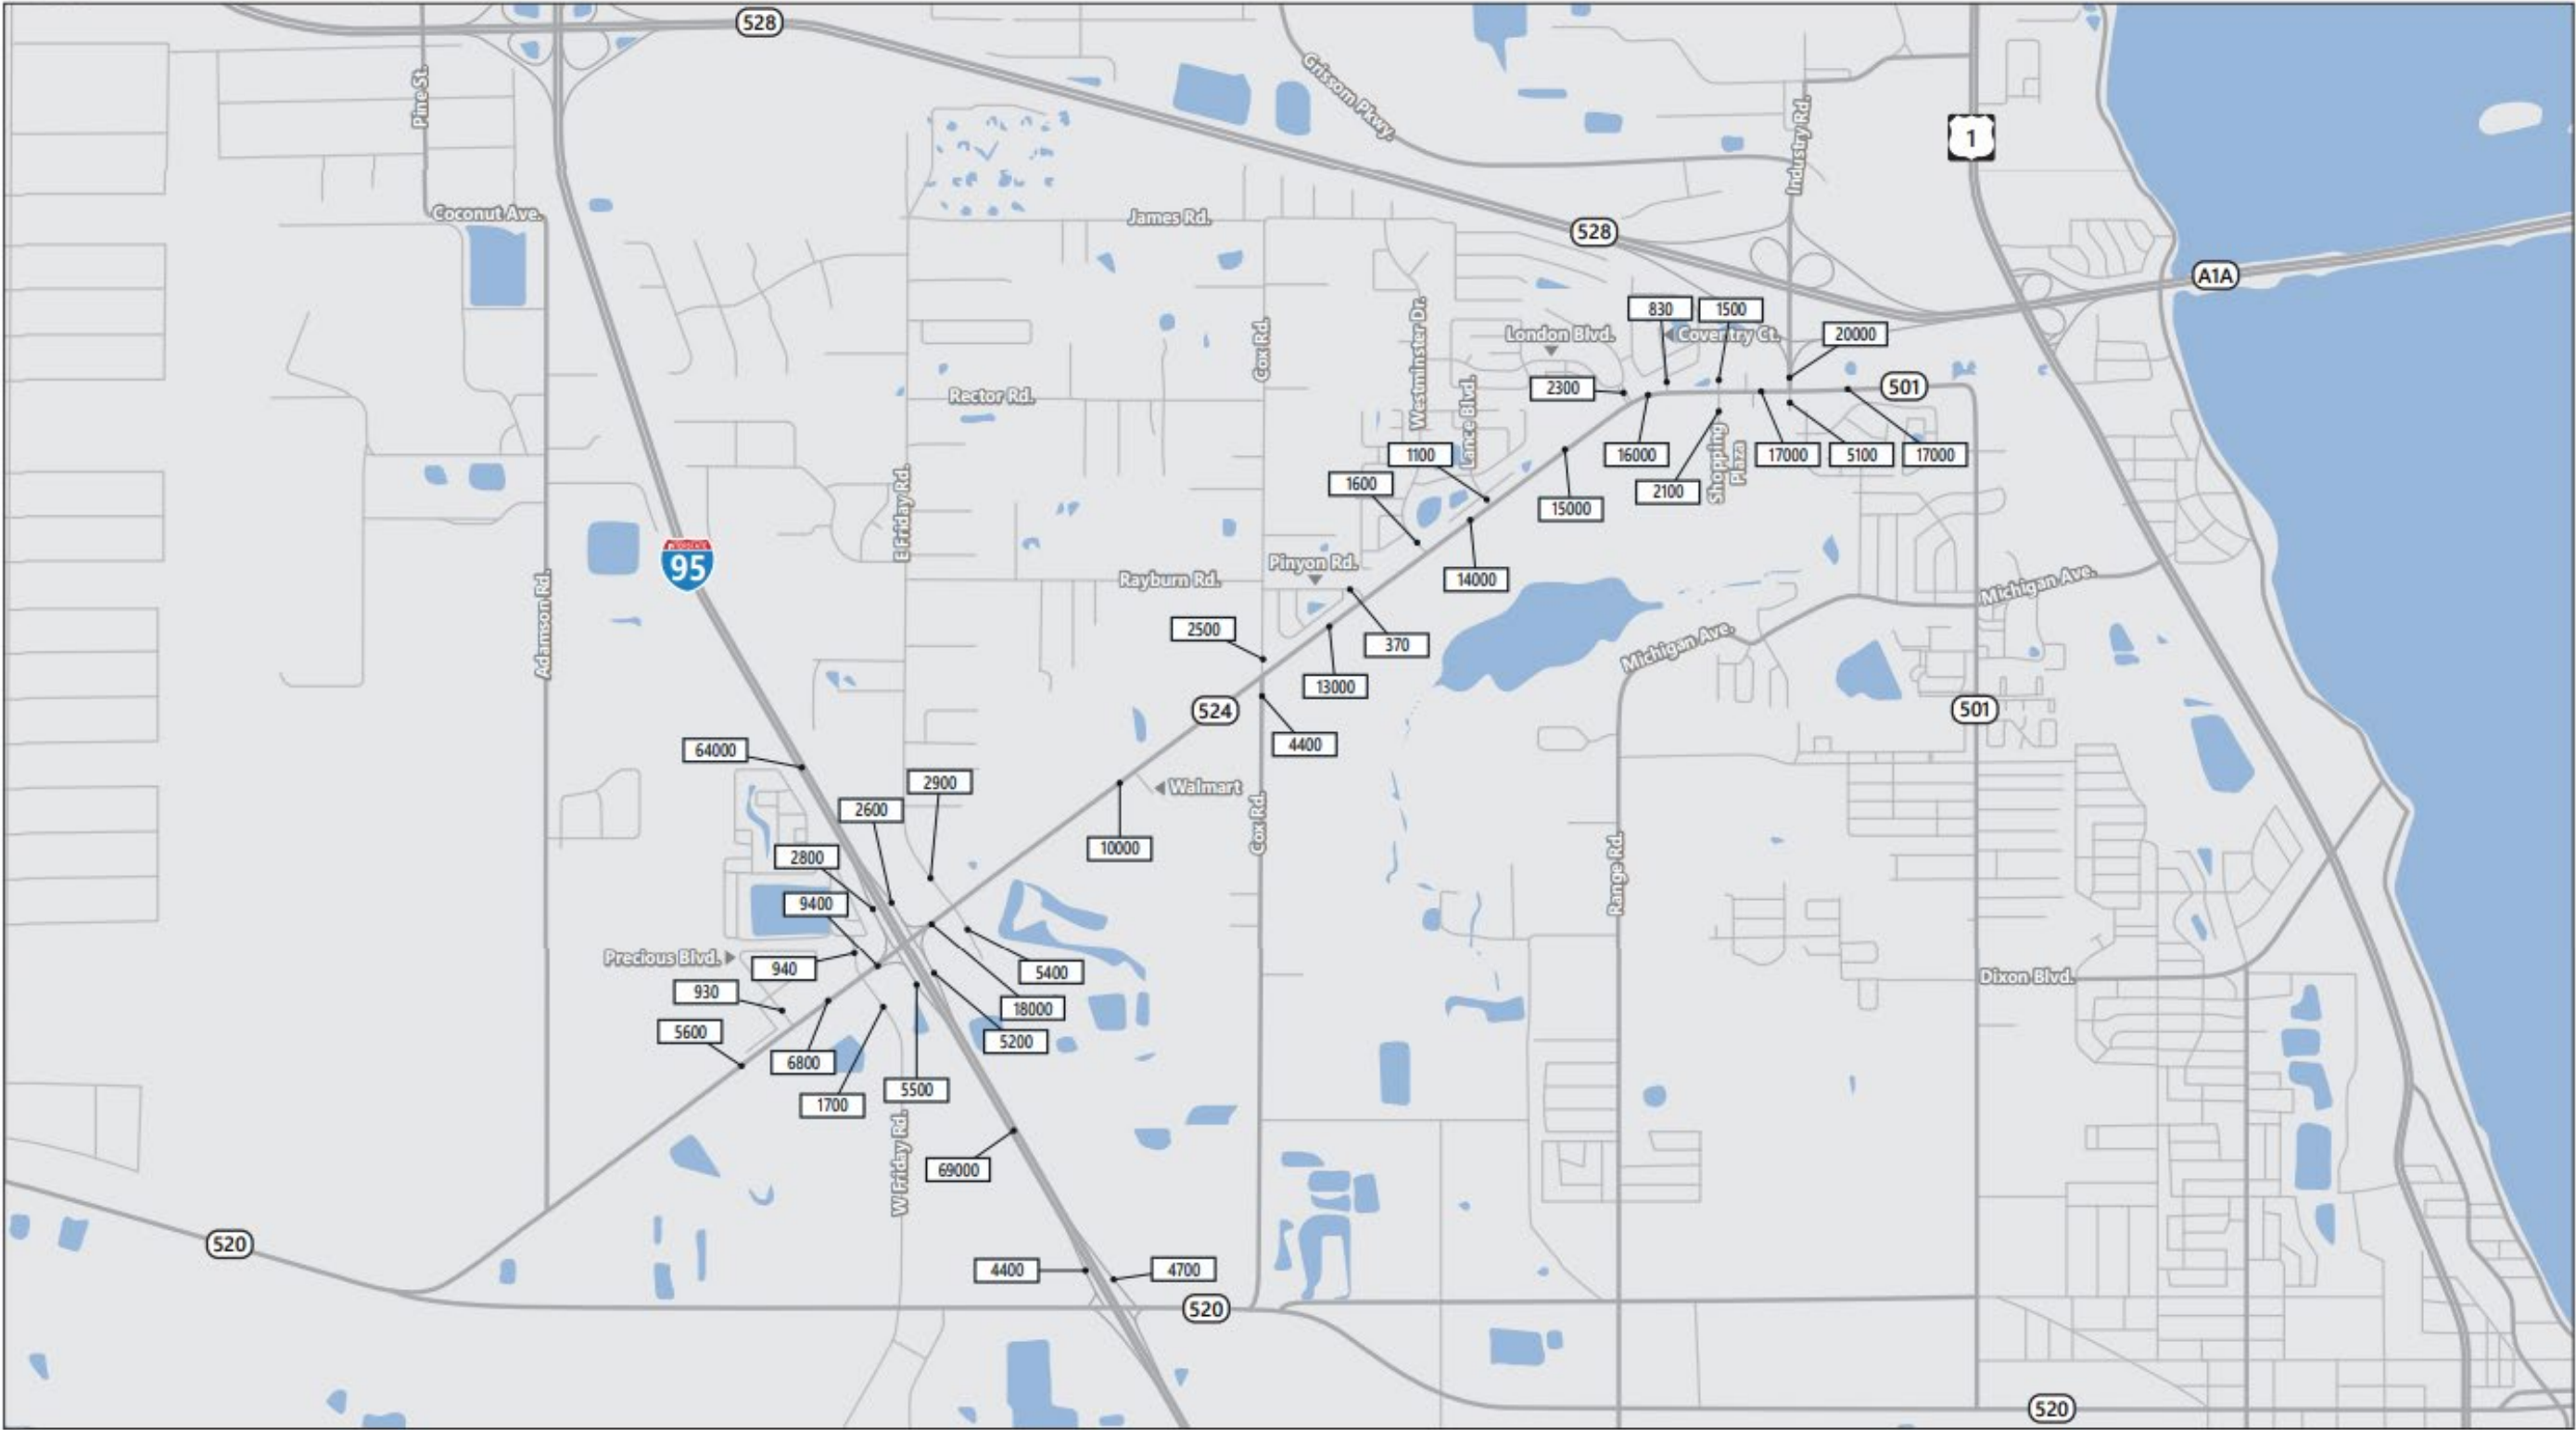 528
Pine St.
Grissom Pkwy.
Industry Rd.
1
Coconut Ave.
James Rd.
528
A1A
830
1500
Cox Rd.
Westminster Dr.
London Blvd.
Coventry Ct.
20000
2300
501
Rector Rd.
Lance Blvd.
1100
16000
Shopping
Plaza
17000
5100
17000
1600
2100
15000
E Friday Rd.
INTERSTATE
95
Pinyon Rd.
Rayburn Rd.
14000
Michigan Ave.
Adamson Rd.
2500
370
Michigan Ave.
13000
524
501
4400
64000
2900
Walmart
2600
10000
Cox Rd.
Range Rd.
2800
9400
Precious Blvd.
940
5400
Dixon Blvd.
930
18000
5600
5200
6800
5500
1700
W Friday Rd.
69000
520
4400
4700
520
520